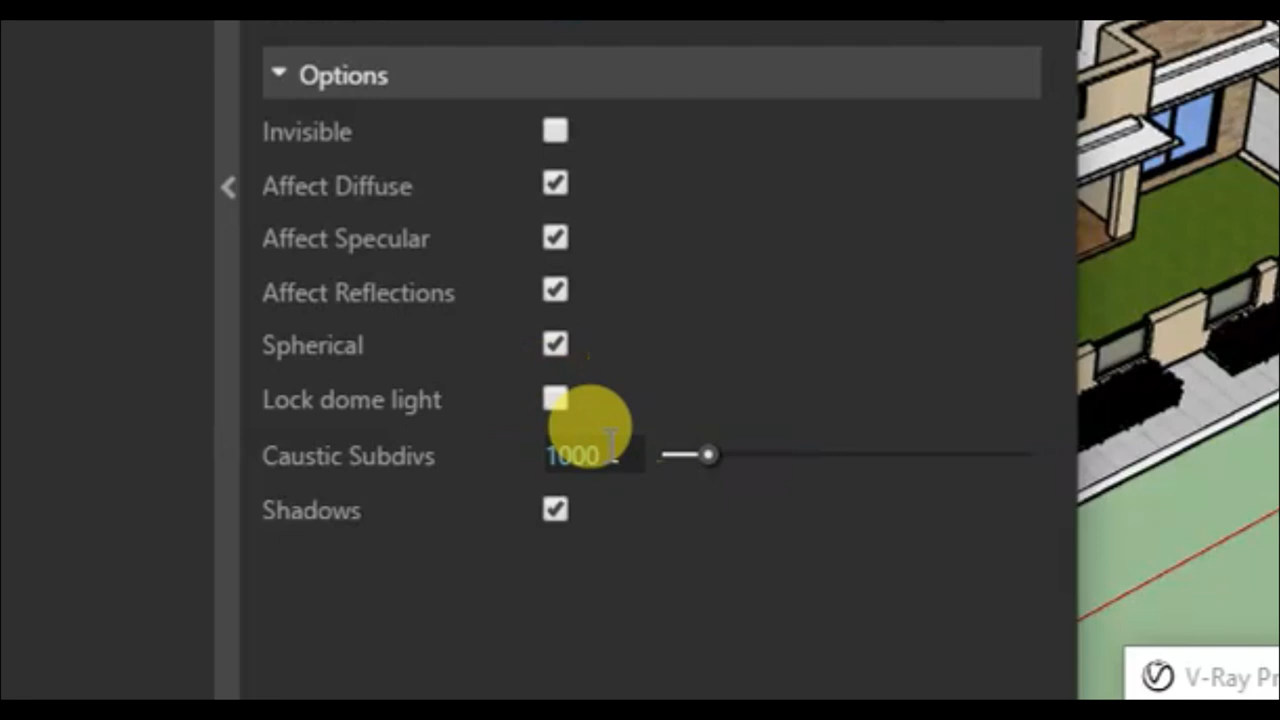 Options
Invisible
Affect Diffuse
Affect Specular
Affect Reflections
Spherical
Lock dome light
Caustic Subdivs 1000
Shadows
V-Ray